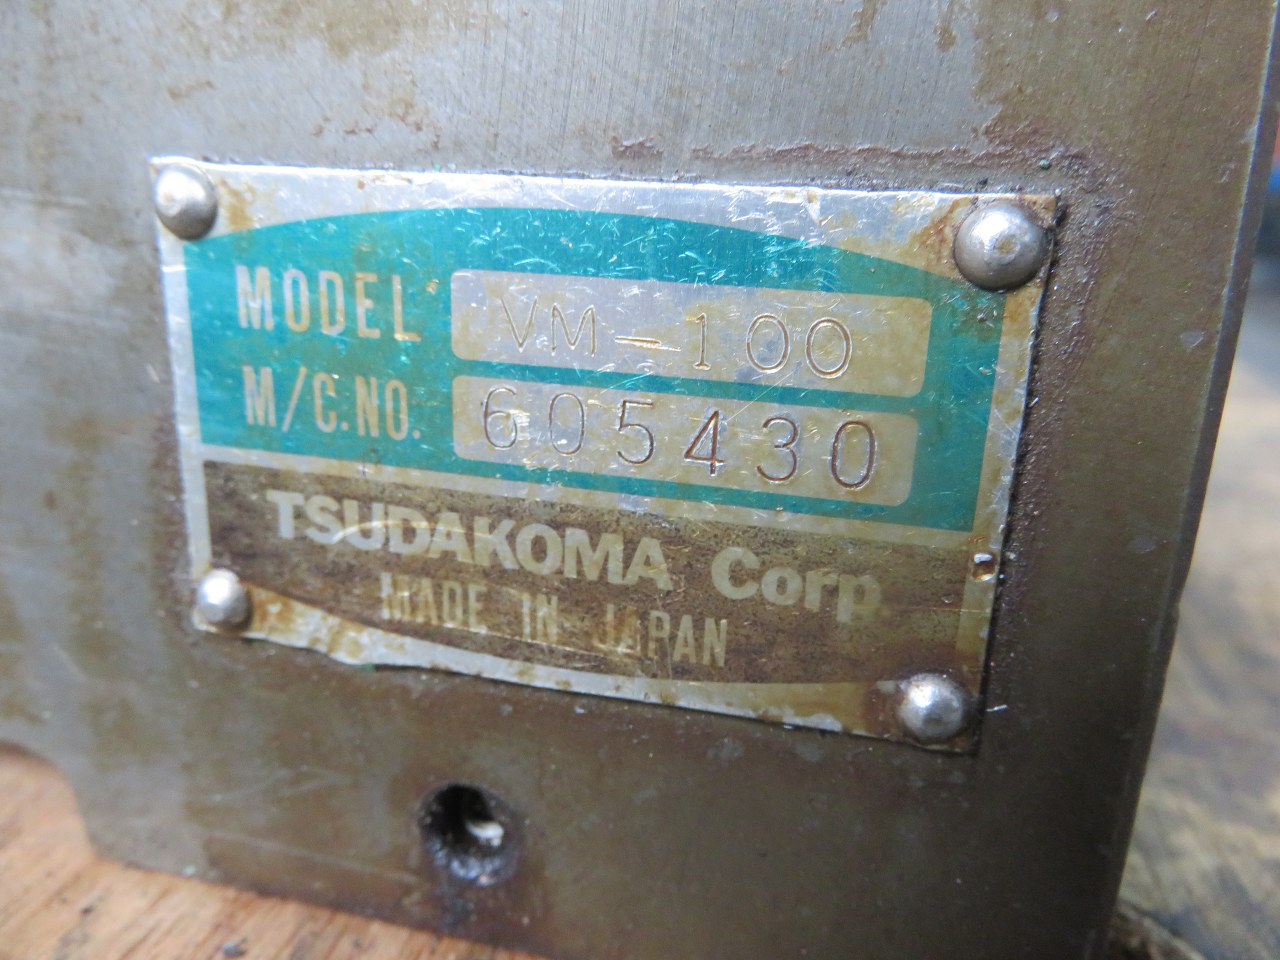 MODEL VM-100
M/C.NO. 605430
TSUDAKOMA Corp
MADE IN JAPAN